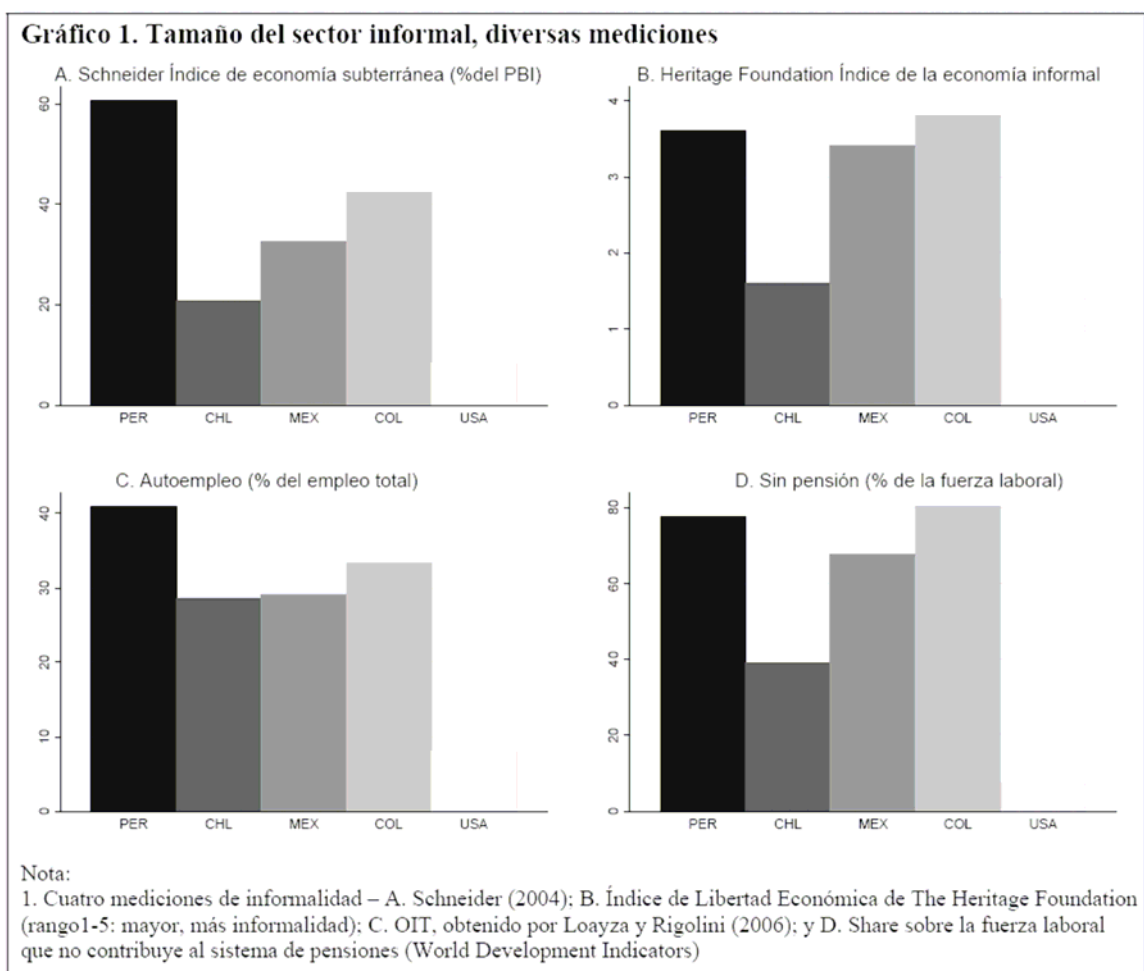 Gráfico 1. Tamaño del sector informal, diversas mediciones
A. Schneider Índice de economía subterránea (%del PBI)
60
40
20
0
PER CHL MEX COL USA
B. Heritage Foundation Índice de la economía informal
4
3
2
1
0
PER CHL MEX COL USA
C. Autoempleo (% del empleo total)
40
30
20
10
0
PER CHL MEX COL USA
D. Sin pensión (% de la fuerza laboral)
80
60
40
20
0
PER CHL MEX COL USA
Nota:
1. Cuatro mediciones de informalidad – A. Schneider (2004); B. Índice de Libertad Económica de The Heritage Foundation
(rango1-5: mayor, más informalidad); C. OIT, obtenido por Loayza y Rigolini (2006); y D. Share sobre la fuerza laboral
que no contribuye al sistema de pensiones (World Development Indicators)